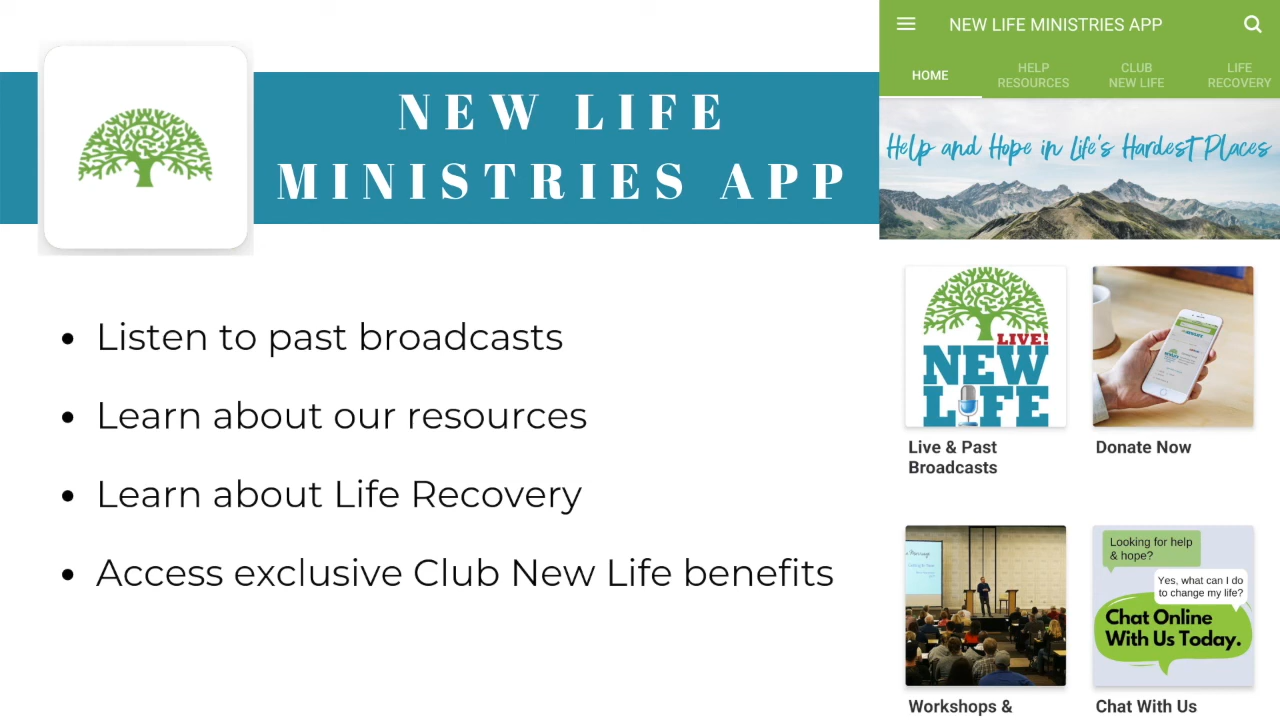 NEW LIFE
MINISTRIES APP
• Listen to past broadcasts
• Learn about our resources
• Learn about Life Recovery
• Access exclusive Club New Life benefits
NEW LIFE MINISTRIES APP
HOME
HELP
RESOURCES
CLUB
NEW LIFE
LIFE
RECOVERY
Help and Hope in Life's Hardest Places
LIVE!
NEW
LIFE
Live & Past
Broadcasts
Donate Now
Workshops &
Looking for help
& hope?
Yes, what can I do
to change my life?
Chat Online
With Us Today.
Chat With Us